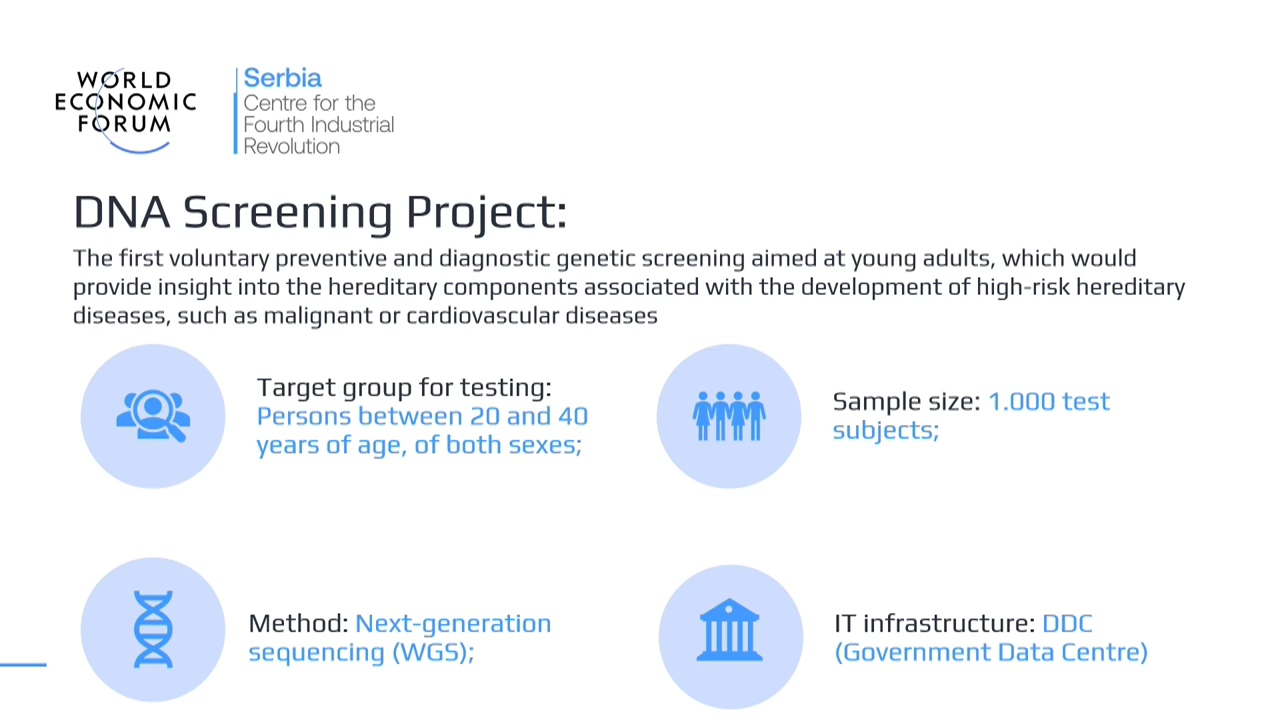 WORLD
ECONOMIC
FORUM
Serbia
Centre for the
Fourth Industrial
Revolution
DNA Screening Project:
The first voluntary preventive and diagnostic genetic screening aimed at young adults, which would
provide insight into the hereditary components associated with the development of high-risk hereditary
diseases, such as malignant or cardiovascular diseases
Target group for testing:
Persons between 20 and 40
years of age, of both sexes;
Sample size: 1.000 test
subjects;
Method: Next-generation
sequencing (WGS);
IT infrastructure: DDC
(Government Data Centre)